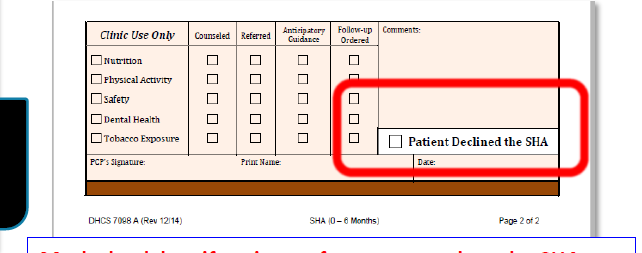 Clinic Use Only Counseled Referred Anticipatory Guidance Follow-up Ordered Comments:
Nutrition
Physical Activity
Safety
Dental Health
Tobacco Exposure
Patient Declined the SHA
PCP's Signature: Print Name: Date:
DHCS 7098 A (Rev 12/14) SHA (0 – 6 Months) Page 2 of 2